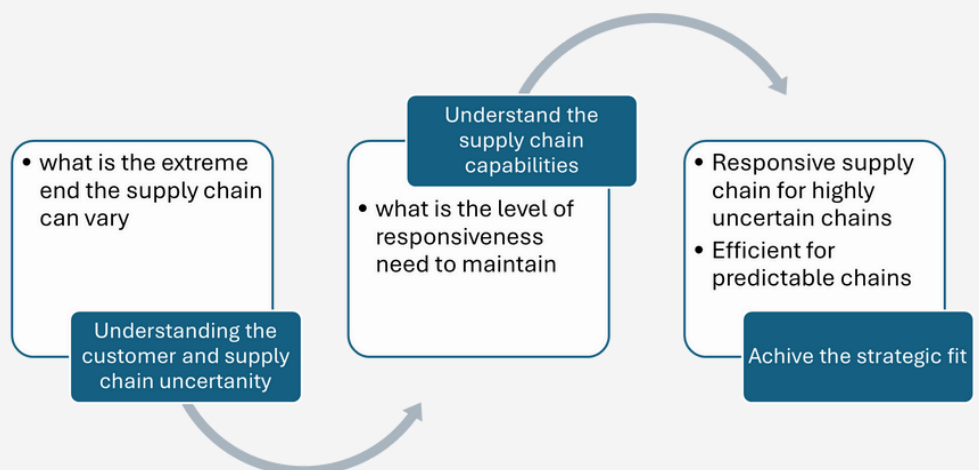 • what is the extreme
end the supply chain
can vary
Understanding the
customer and supply
chain uncertanity
Understand the
supply chain
capabilities
• what is the level of
responsiveness
need to maintain
• Responsive supply
chain for highly
uncertain chains
• Efficient for
predictable chains
Achive the strategic fit